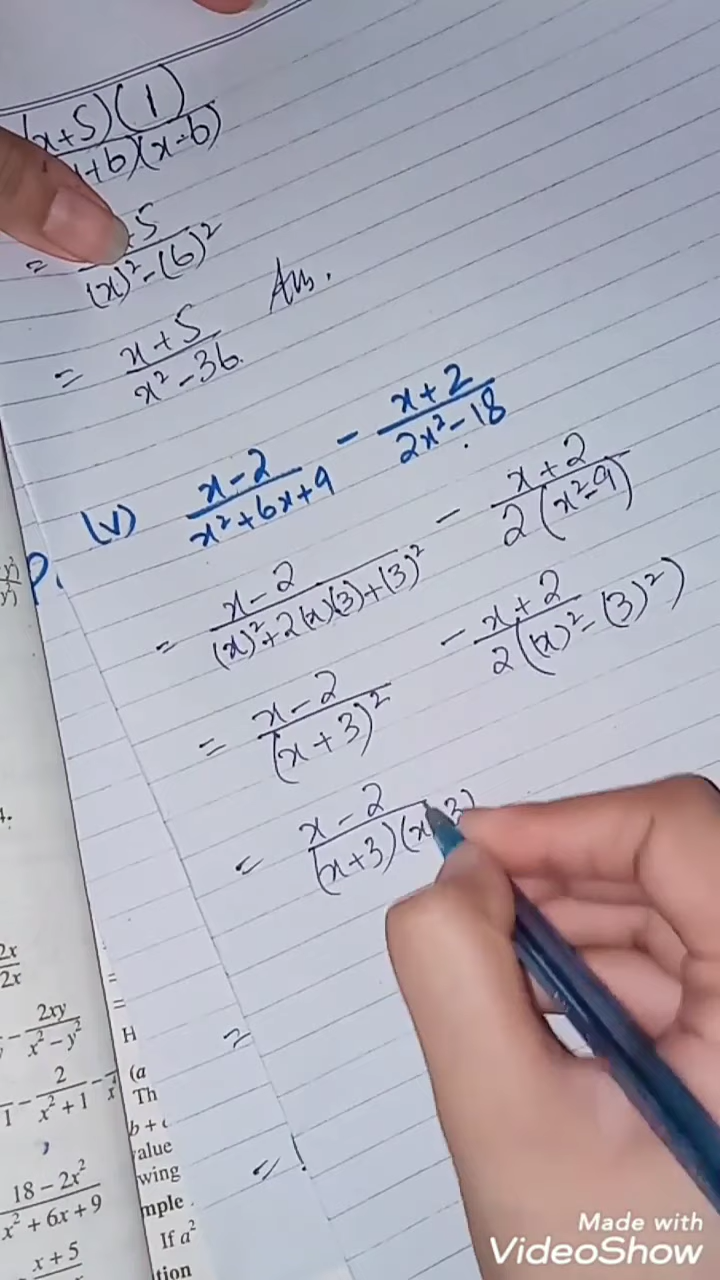 x+5)(1)
+6)(x-6)
= 5
(x)² - (6)²
Ans.
= x+5
x² - 36
(v) x-2 / x²+6x+9 - x+2 / 2x²-18
= x-2 / (x)²+2(x)(3)+(3)² - x+2 / 2(x²-9)
= x-2 / (x+3)² - x+2 / 2((x)²-(3)²)
= x-2 / (x+3)(x 3)
=
=
2x
2x
- 2xy / x² - y²
1 - 2 / x² + 1 -
18 - 2x² / x² + 6x + 9
x + 5
=
=
H
(a
Th
b +
value
wing
mple
If a²
tion
Made with
VideoShow